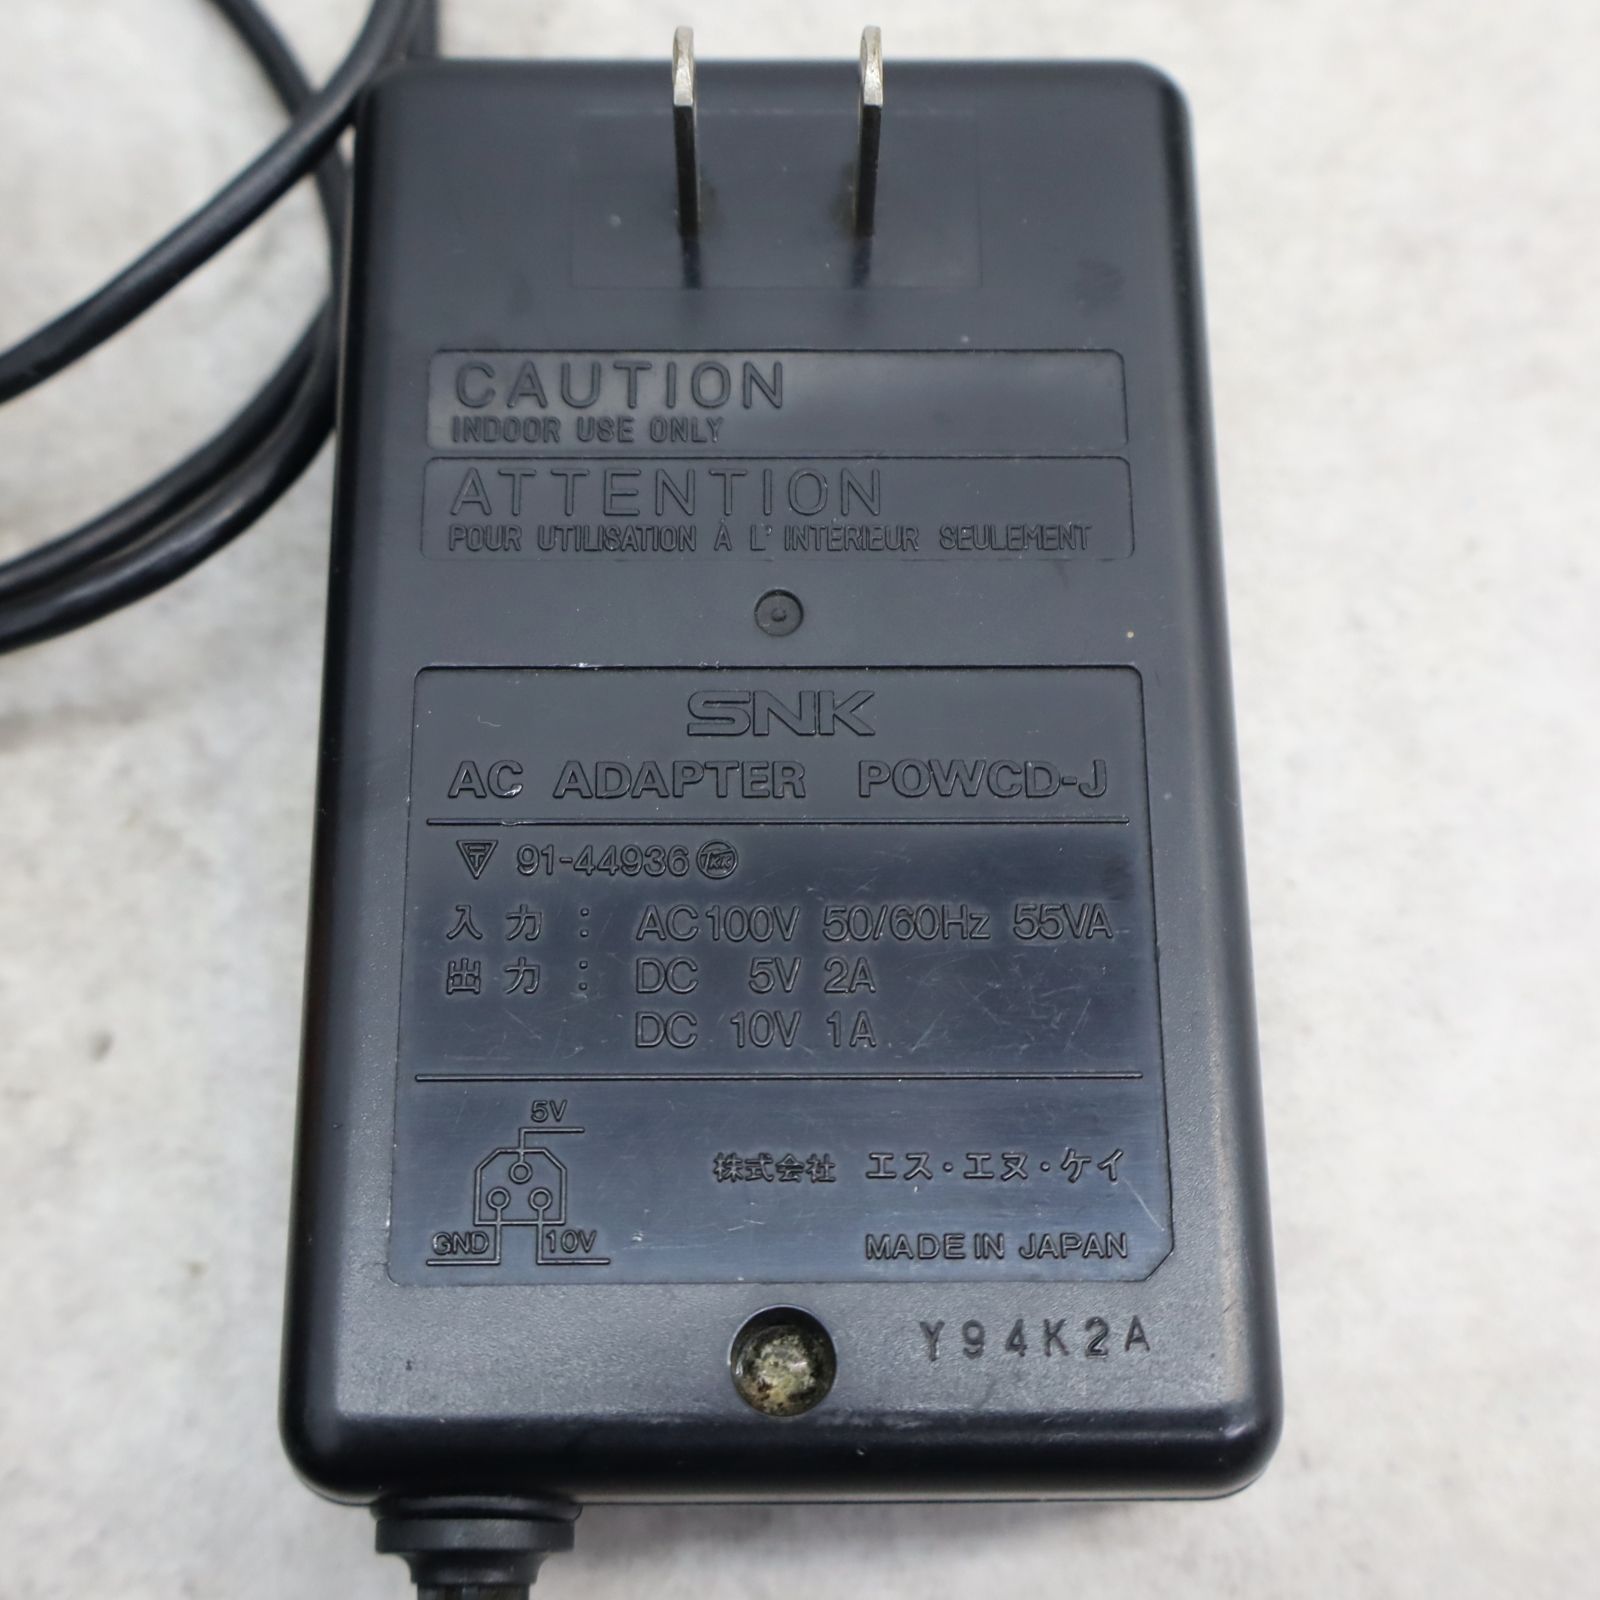 CAUTION
INDOOR USE ONLY
ATTENTION
POUR UTILISATION À L' INTERIEUR SEULEMENT
SNK
AC ADAPTER POWCD-J
T 91-44936 TKK
入力: AC100V 50/60Hz 55VA
出力: DC 5V 2A
DC 10V 1A
5V
GND 10V
株式会社 エス・エヌ・ケイ
MADE IN JAPAN
Y94K2A